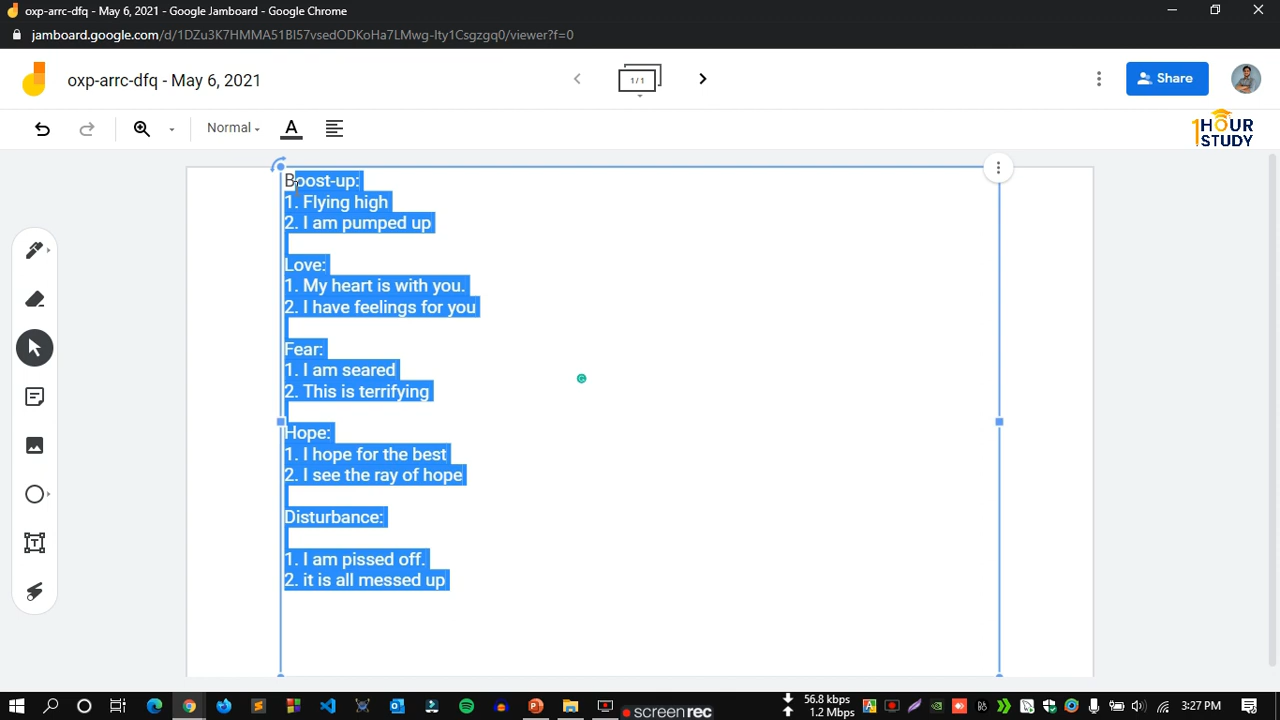 oxp-arrc-dfq - May 6, 2021 - Google Jamboard - Google Chrome
jamboard.google.com/d/1DZu3K7HMMA51BI57vsedODKoHa7LMwg-Ity1Csgzgq0/viewer?f=0
oxp-arrc-dfq - May 6, 2021
1/1
Share
Normal
A
1HOUR
STUDY
Boost-up:
1. Flying high
2. I am pumped up
Love:
1. My heart is with you.
2. I have feelings for you
Fear:
1. I am seared
2. This is terrifying
Hope:
1. I hope for the best
2. I see the ray of hope
Disturbance:
1. I am pissed off.
2. it is all messed up
screenrec
56.8 kbps
1.2 Mbps
3:27 PM